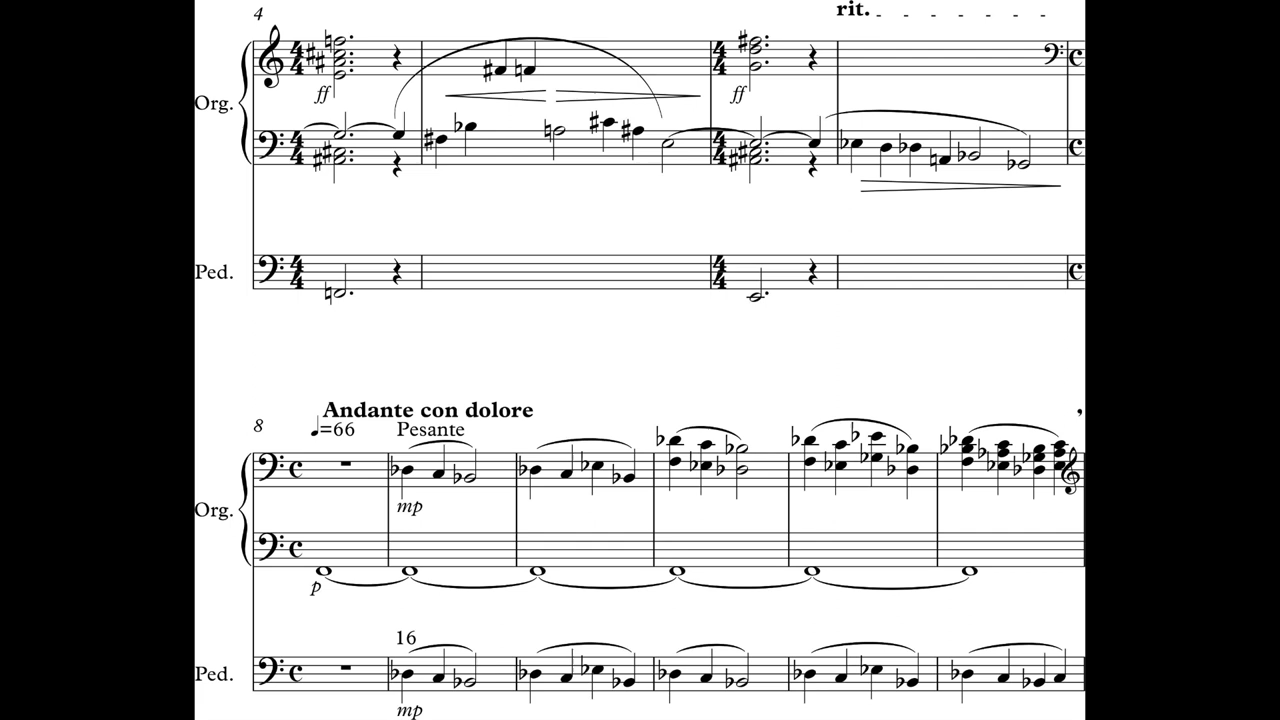 4
rit.
Org.
ff
ff
Ped.
Andante con dolore
8
=66
Pesante
mp
Org.
p
16
Ped.
mp